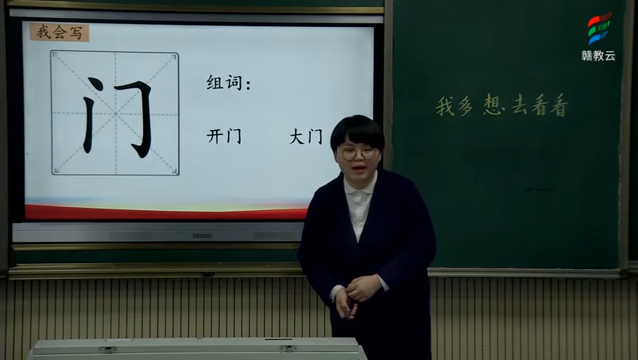 我会写
门
组词：
开门 大门
我多想去看看
赣教云